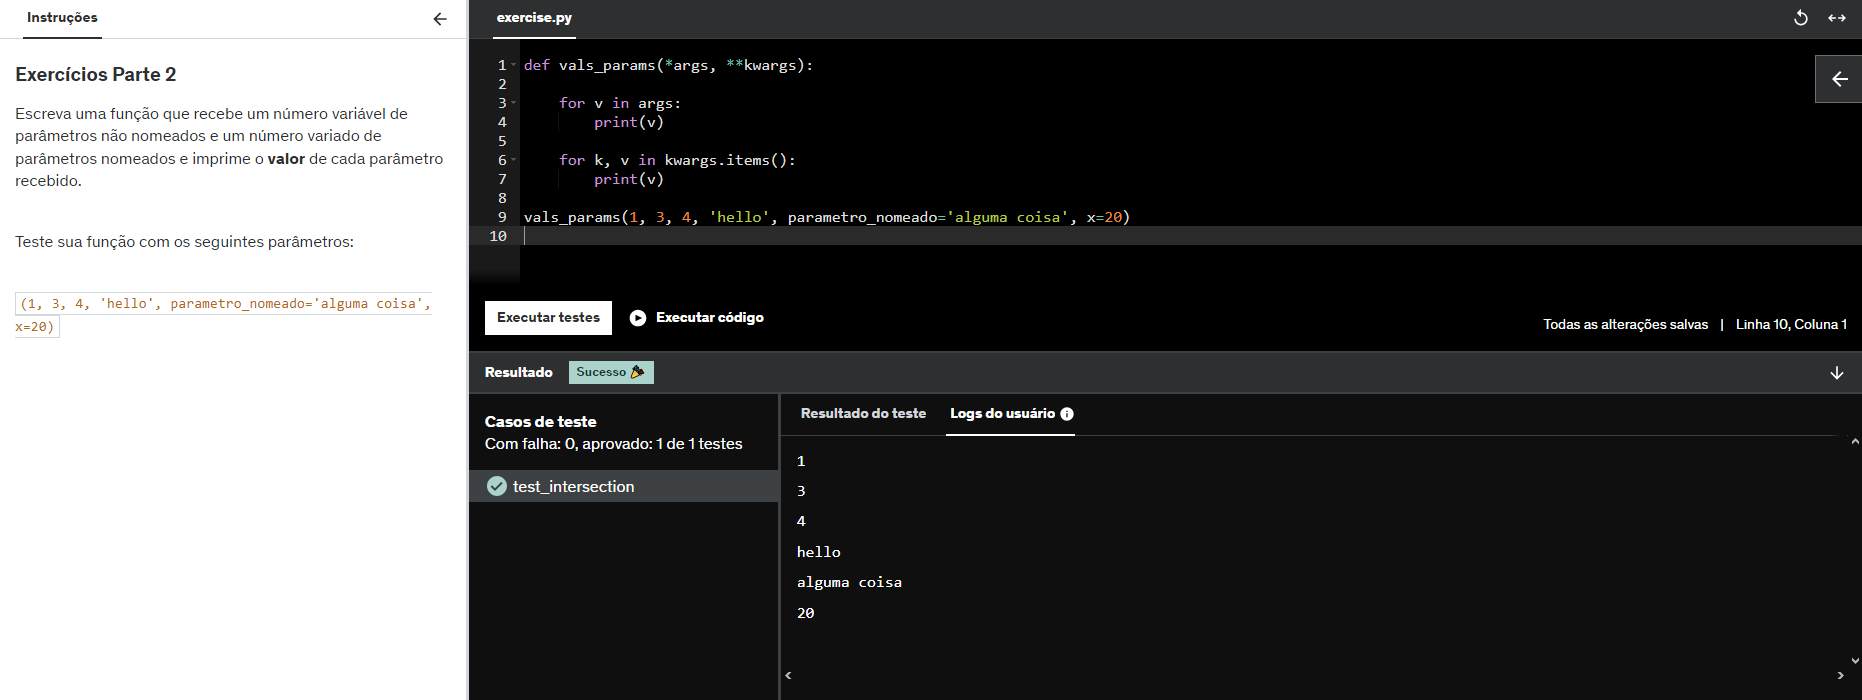 Instruções
Exercícios Parte 2
Escreva uma função que recebe um número variável de
parâmetros não nomeados e um número variado de
parâmetros nomeados e imprime o valor de cada parâmetro
recebido.
Teste sua função com os seguintes parâmetros:
(1, 3, 4, 'hello', parametro_nomeado='alguma coisa',
x=20)
exercise.py
1 def vals_params(*args, **kwargs):
2
3     for v in args:
4         print(v)
5
6     for k, v in kwargs.items():
7         print(v)
8
9 vals_params(1, 3, 4, 'hello', parametro_nomeado='alguma coisa', x=20)
10
Executar testes
Executar código
Todas as alterações salvas | Linha 10, Coluna 1
Resultado
Sucesso
Casos de teste
Com falha: 0, aprovado: 1 de 1 testes
test_intersection
Resultado do teste
Logs do usuário
1
3
4
hello
alguma coisa
20